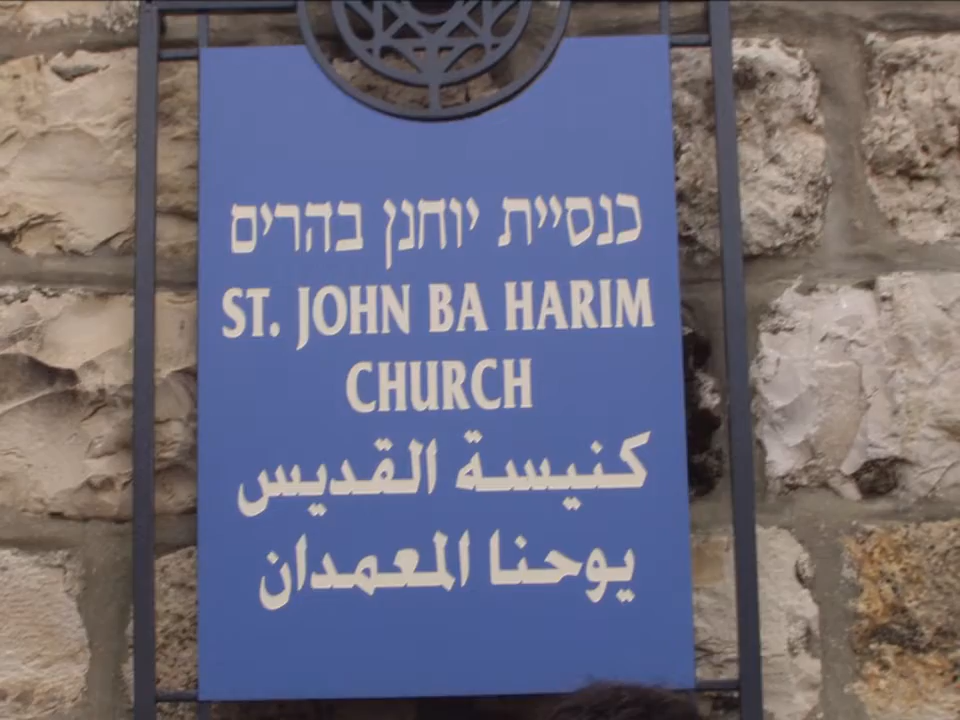 כנסיית יוחנן בהרים
ST. JOHN BA HARIM
CHURCH
كنيسة القديس
يوحنا المعمدان